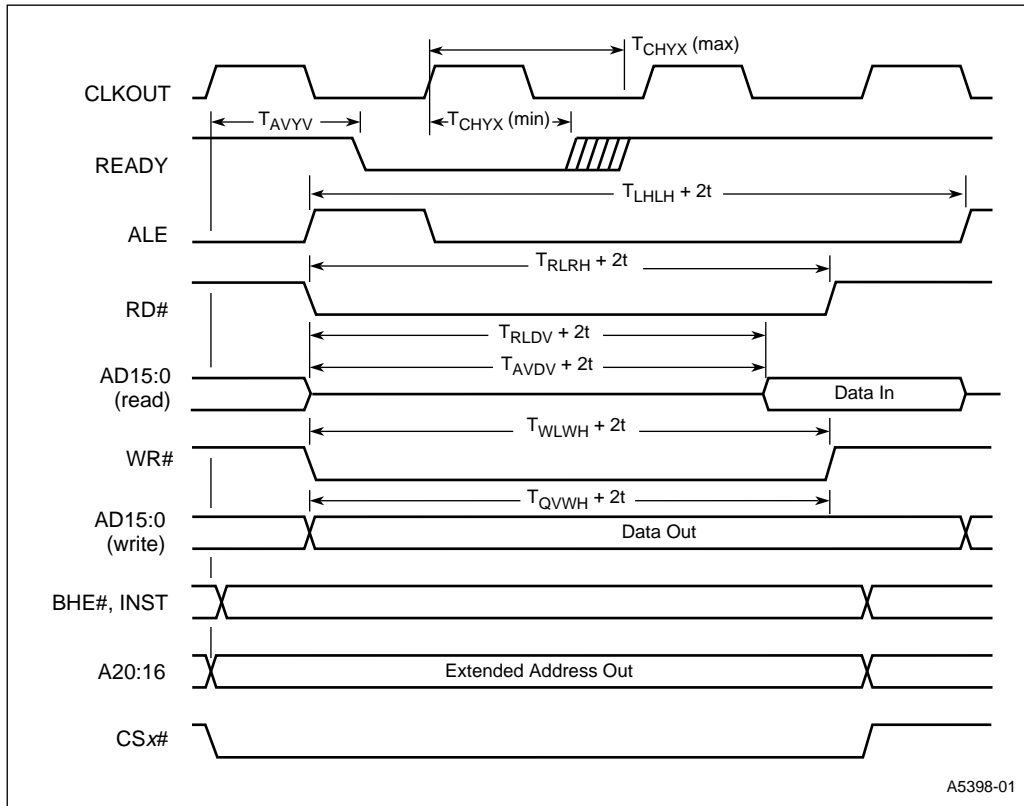 T_CHYX (max)
CLKOUT
T_AVYV
T_CHYX (min)
READY
T_LHLH + 2t
ALE
T_RLRH + 2t
RD#
T_RLDV + 2t
T_AVDV + 2t
AD15:0
(read)
Data In
T_WLWH + 2t
WR#
T_QVWH + 2t
AD15:0
(write)
Data Out
BHE#, INST
A20:16
Extended Address Out
CSx#
A5398-01